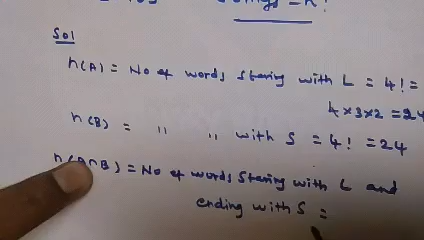 Sol
n(A) = No of words staring with L = 4! =
4 x 3 x 2 = 24
n(B) = " " with S = 4! = 24
n(A∩B) = No of words staring with L and
ending with S =